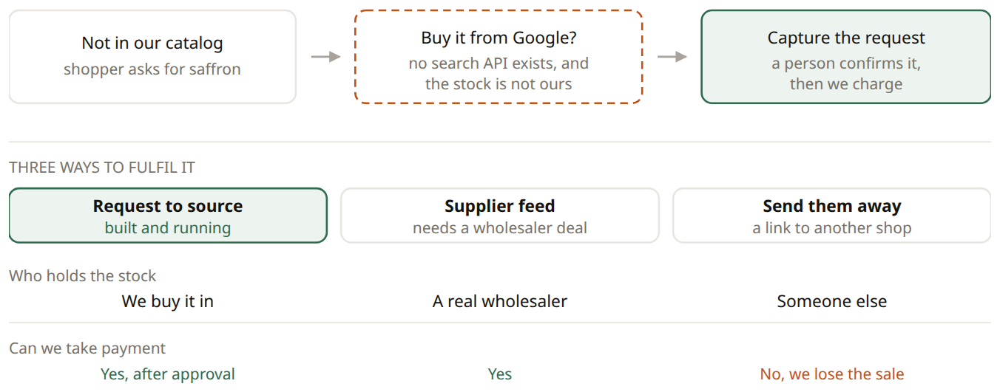 Not in our catalog
shopper asks for saffron
Buy it from Google?
no search API exists, and
the stock is not ours
Capture the request
a person confirms it,
then we charge
THREE WAYS TO FULFIL IT
Request to source
built and running
Supplier feed
needs a wholesaler deal
Send them away
a link to another shop
Who holds the stock
We buy it in
A real wholesaler
Someone else
Can we take payment
Yes, after approval
Yes
No, we lose the sale